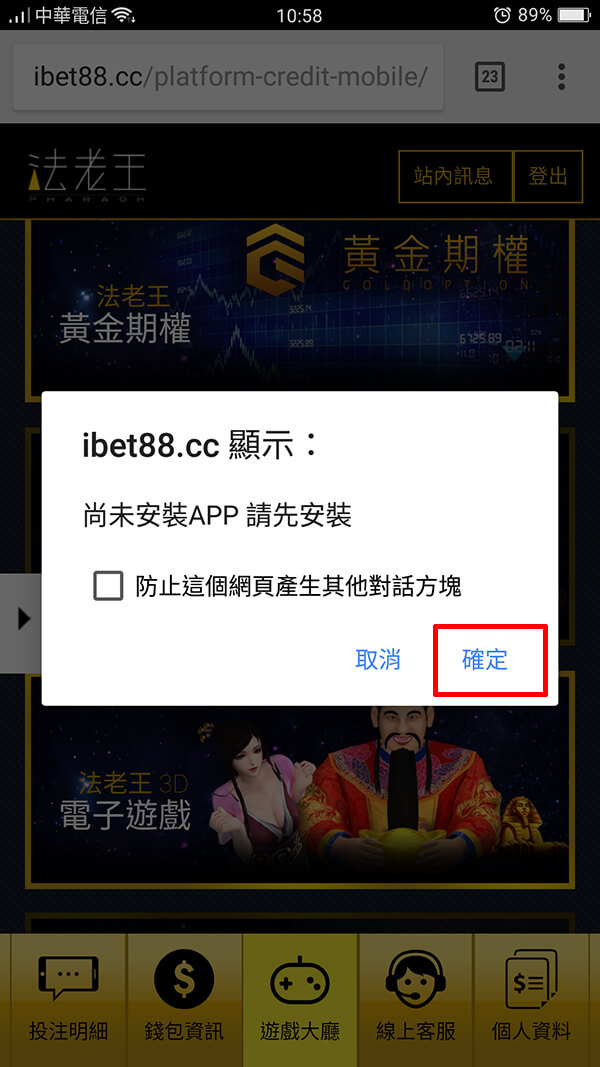 中華電信 10:58 89%
ibet88.cc/platform-credit-mobile/ 23
法老王 站內訊息 登出
PHARAOH
黃金期權
GOLDOPTION
法老王
黃金期權
3225.14
3225.89
6725.89
ibet88.cc 顯示：
尚未安裝APP 請先安裝
防止這個網頁產生其他對話方塊
取消 確定
法老王 3D
電子遊戲
投注明細 錢包資訊 遊戲大廳 線上客服 個人資料